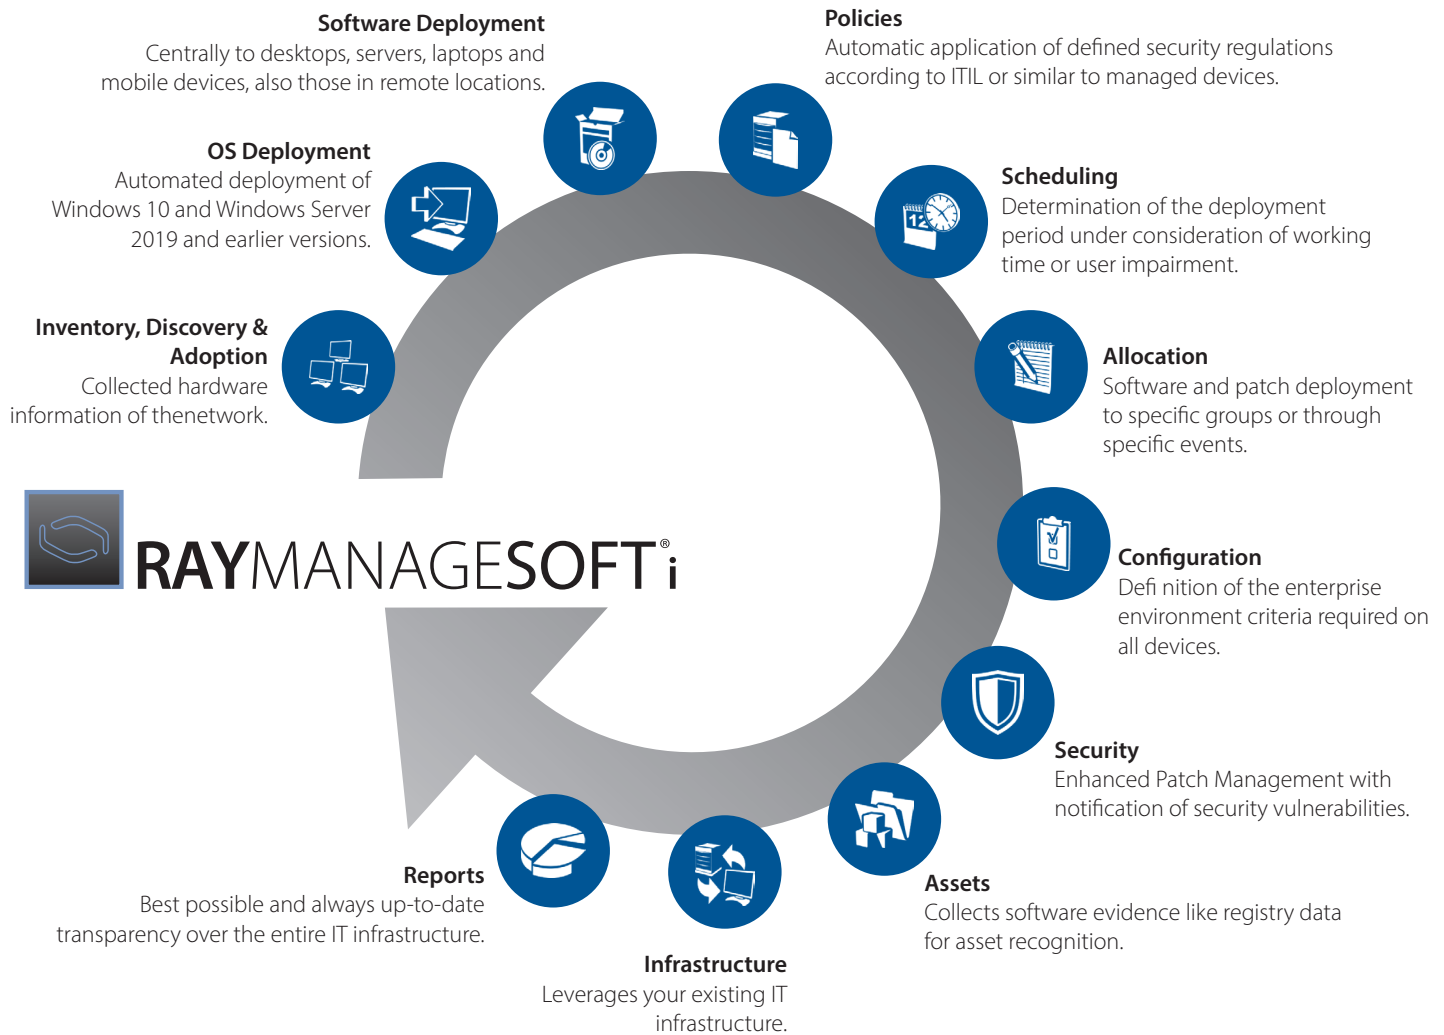 Software Deployment
Centrally to desktops, servers, laptops and
mobile devices, also those in remote locations.
Policies
Automatic application of defined security regulations
according to ITIL or similar to managed devices.
OS Deployment
Automated deployment of
Windows 10 and Windows Server
2019 and earlier versions.
Scheduling
Determination of the deployment
period under consideration of working
time or user impairment.
12
Inventory, Discovery &
Adoption
Collected hardware
information of thenetwork.
Allocation
Software and patch deployment
to specific groups or through
specific events.
RAYMANAGESOFT® i
Configuration
Defi nition of the enterprise
environment criteria required on
all devices.
Security
Enhanced Patch Management with
notification of security vulnerabilities.
Assets
Collects software evidence like registry data
for asset recognition.
Infrastructure
Leverages your existing IT
infrastructure.
Reports
Best possible and always up-to-date
transparency over the entire IT infrastructure.